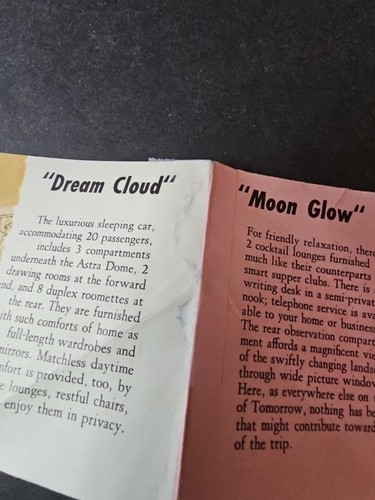 "Dream Cloud"
The luxurious sleeping car,
accommodating 20 passengers,
includes 3 compartments
underneath the Astra Dome, 2
drawing rooms at the forward
end, and 8 duplex roomettes at
the rear. They are furnished
with such comforts of home as
full-length wardrobes and
mirrors. Matchless daytime
comfort is provided, too, by
lounges, restful chairs,
enjoy them in privacy.
"Moon Glow"
For friendly relaxation, there
2 cocktail lounges furnished
much like their counterparts
smart supper clubs. There is
writing desk in a semi-privat
nook; telephone service is ava
able to your home or business
The rear observation compart
ment affords a magnificent vie
of the swiftly changing landsc
through wide picture window
Here, as everywhere else on
of Tomorrow, nothing has be
that might contribute toward
of the trip.